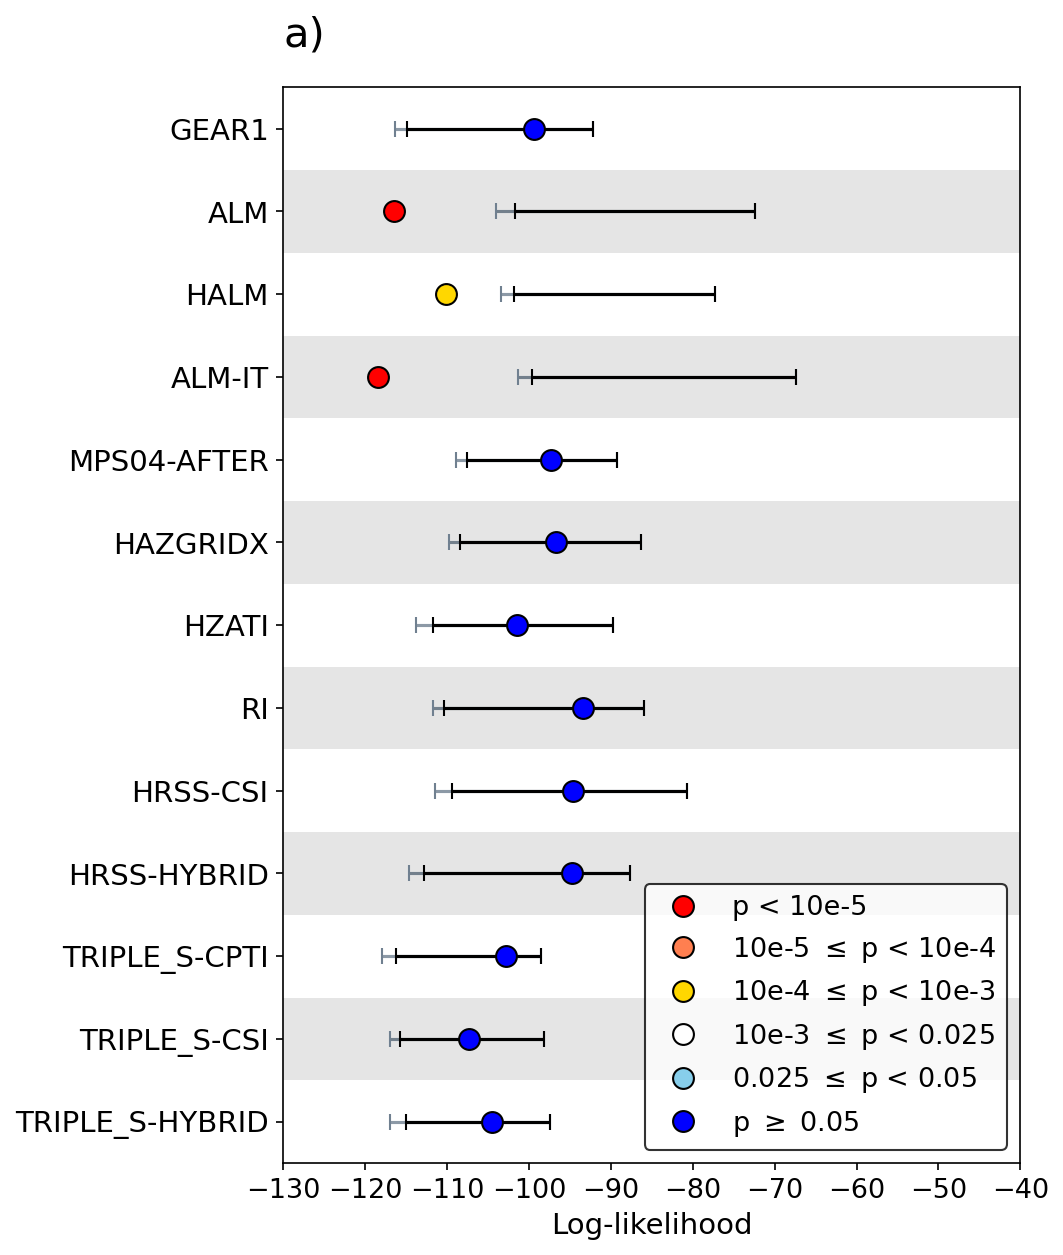 a)
GEAR1
ALM
HALM
ALM-IT
MPS04-AFTER
HAZGRIDX
HZATI
RI
HRSS-CSI
HRSS-HYBRID
TRIPLE_S-CPTI
TRIPLE_S-CSI
TRIPLE_S-HYBRID
p < 10e-5
10e-5 ≤ p < 10e-4
10e-4 ≤ p < 10e-3
10e-3 ≤ p < 0.025
0.025 ≤ p < 0.05
p ≥ 0.05
−130 −120 −110 −100 −90 −80 −70 −60 −50 −40
Log-likelihood